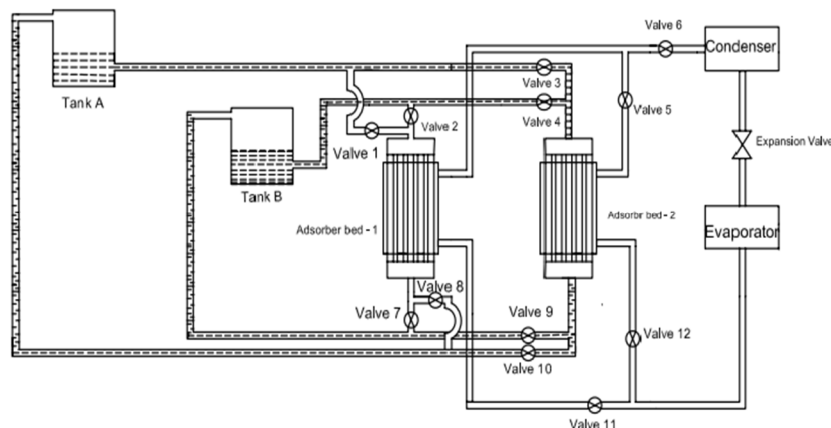 Valve 6
Condenser
Tank A
Valve 3
Valve 5
Valve 2
Valve 4
Expansion Valve
Valve 1
Tank B
Adsorber bed - 1
Adsorbir bed - 2
Evaporator
Valve 8
Valve 7
Valve 9
Valve 12
Valve 10
Valve 11